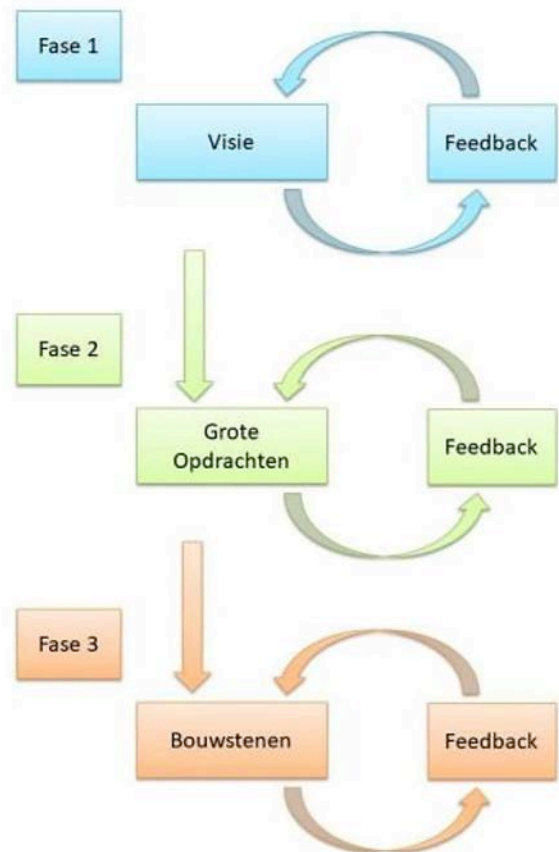 Fase 1
Visie
Feedback
Fase 2
Grote
Opdrachten
Feedback
Fase 3
Bouwstenen
Feedback